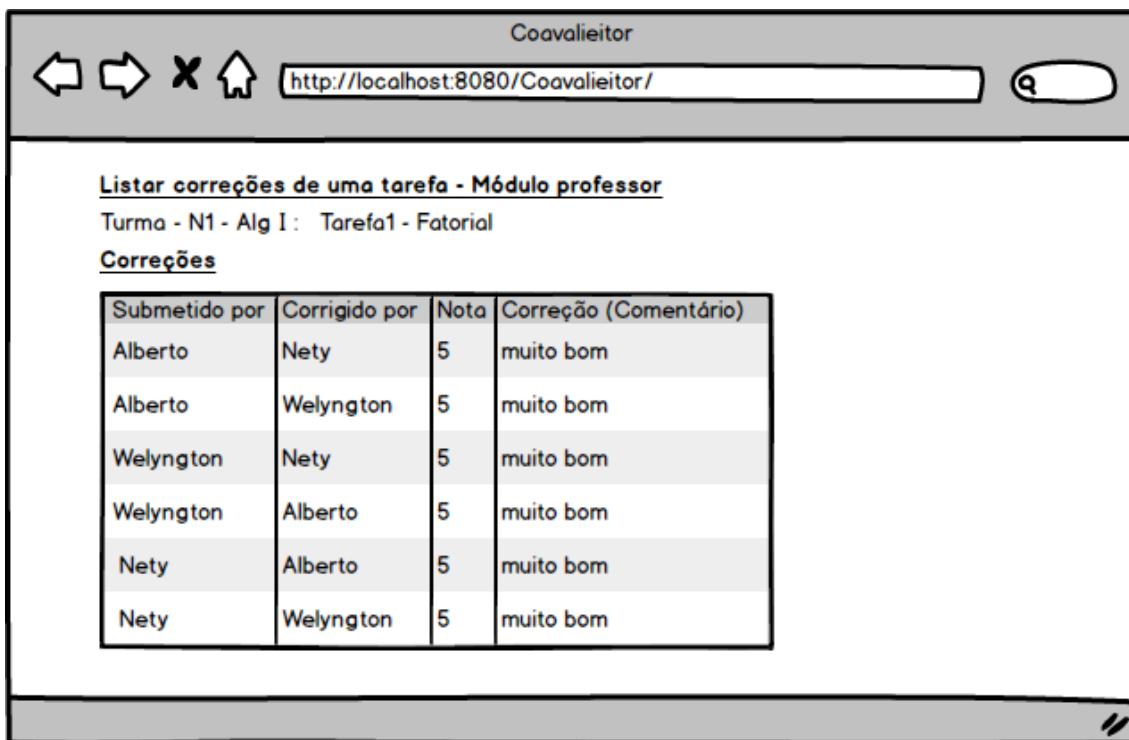 Coavalieitor
http://localhost:8080/Coavalieitor/
Listar correções de uma tarefa - Módulo professor
Turma - N1 - Alg I :   Tarefa1 - Fatorial
Correções
Submetido por Corrigido por Nota Correção (Comentário)
Alberto Nety 5 muito bom
Alberto Welyngton 5 muito bom
Welyngton Nety 5 muito bom
Welyngton Alberto 5 muito bom
Nety Alberto 5 muito bom
Nety Welyngton 5 muito bom